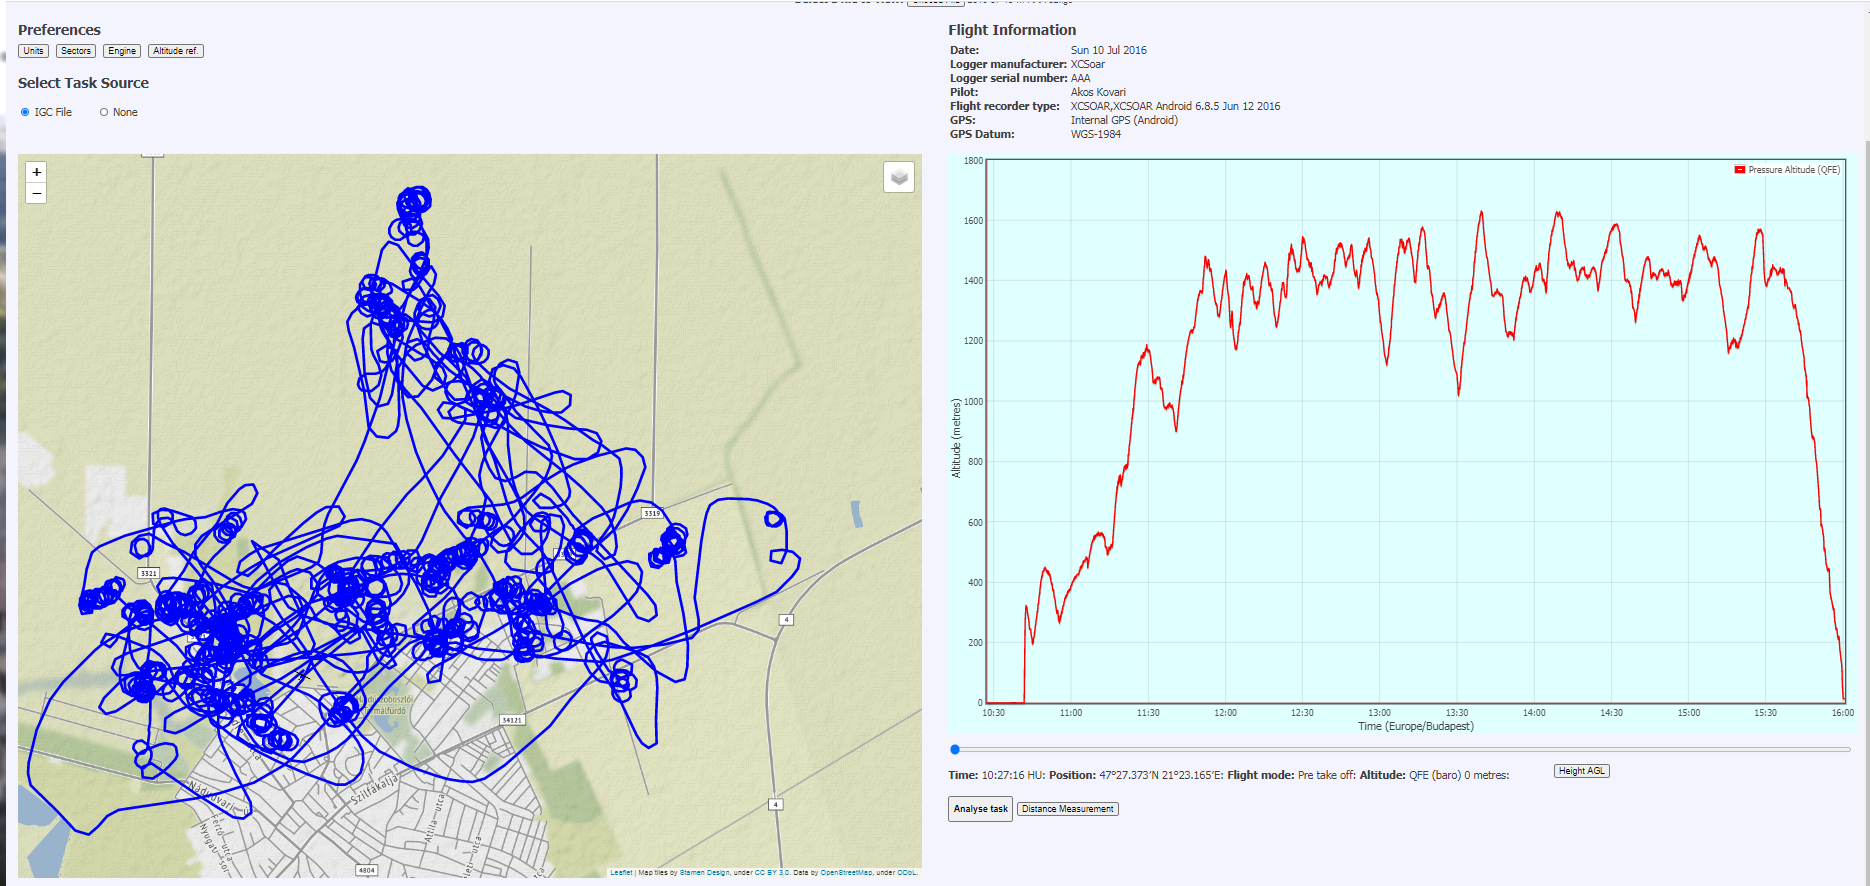 Preferences
Units Sectors Engine Altitude ref.
Select Task Source
IGC File None
Flight Information
Date: Sun 10 Jul 2016
Logger manufacturer: XCSoar
Logger serial number: AAA
Pilot: Akos Kovari
Flight recorder type: XCSOAR,XCSOAR Android 6.8.5 Jun 12 2016
GPS: Internal GPS (Android)
GPS Datum: WGS-1984
+
−
3319
3321
4
34121
Szilfákalja
Attila-utca
4
4804
Leaflet | Map tiles by Stamen Design, under CC BY 3.0. Data by OpenStreetMap, under ODbL.
Pressure Altitude (QFE)
1800
1600
1400
1200
1000
800
600
400
200
0
Altitude (metres)
10:30 11:00 11:30 12:00 12:30 13:00 13:30 14:00 14:30 15:00 15:30 16:00
Time (Europe/Budapest)
Time: 10:27:16 HU: Position: 47°27.373'N 21°23.165'E: Flight mode: Pre take off: Altitude: QFE (baro) 0 metres:
Height AGL
Analyse task Distance Measurement